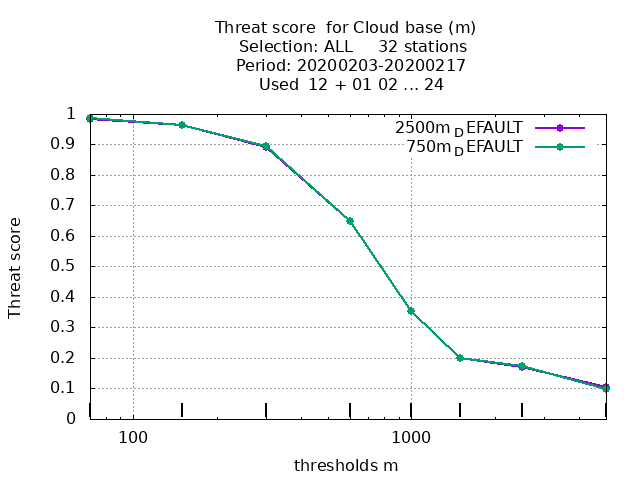 Threat score  for Cloud base (m)
Selection: ALL     32 stations
Period: 20200203-20200217
Used  12 + 01 02 ... 24
2500m_DEFAULT
750m_DEFAULT
1
0.9
0.8
0.7
0.6
0.5
0.4
0.3
0.2
0.1
0
Threat score
100
1000
thresholds m